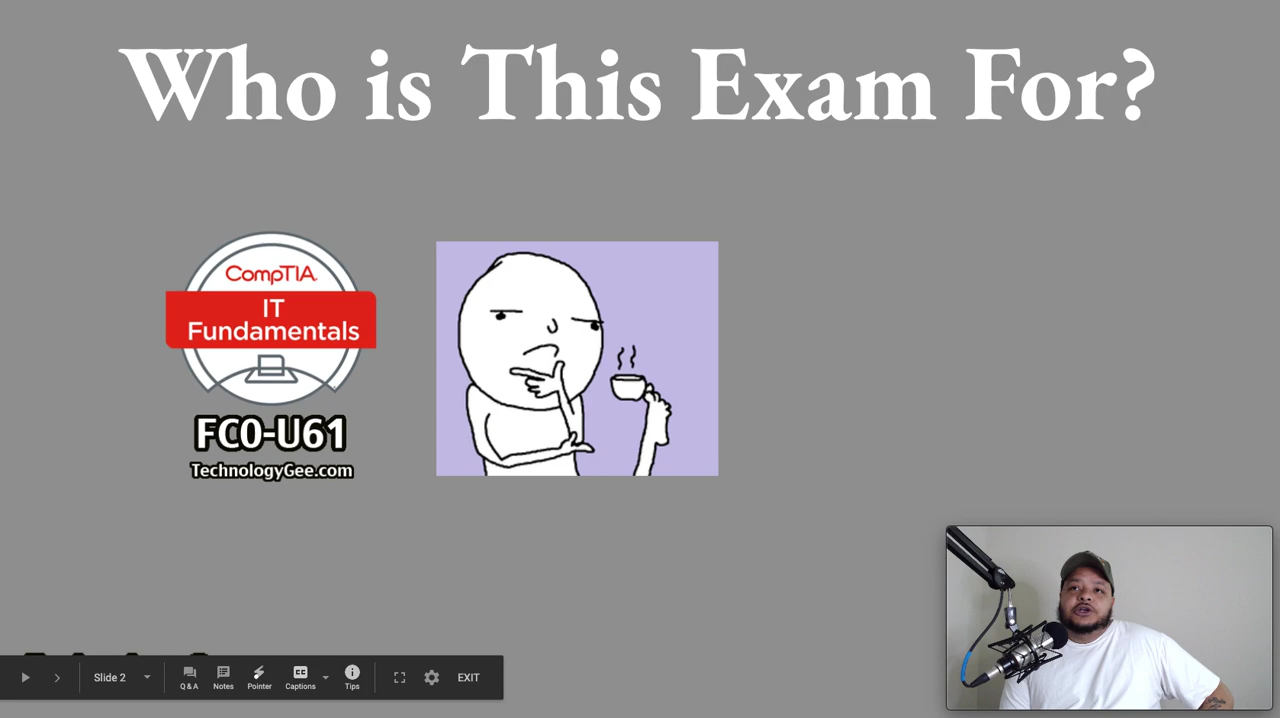 Who is This Exam For?
CompTIA.
IT
Fundamentals
FC0-U61
TechnologyGee.com
Slide 2
Q & A
Notes
Pointer
CC
Captions
Tips
EXIT